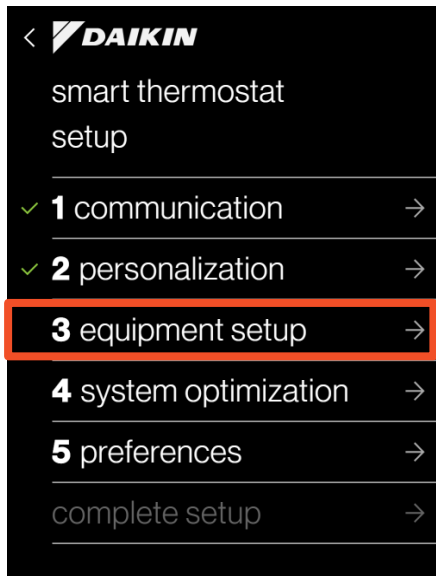 DAIKIN
smart thermostat
setup
1 communication
2 personalization
3 equipment setup
4 system optimization
5 preferences
complete setup